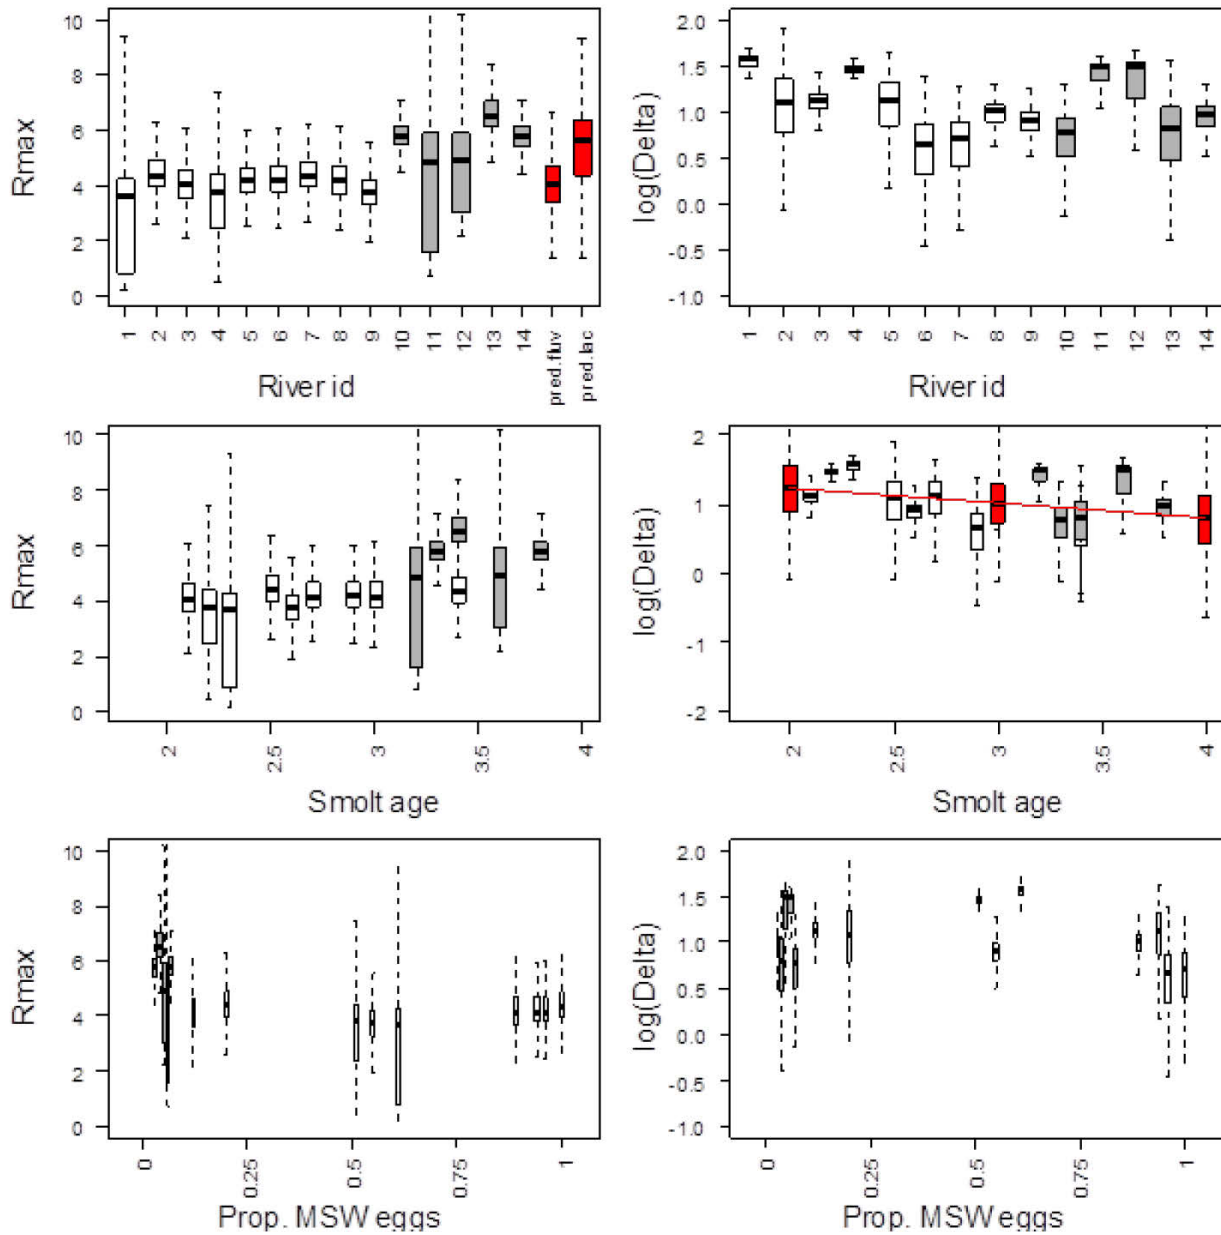 Rmax
10
8
6
4
2
0
1 2 3 4 5 6 7 8 9 10 11 12 13 14 pred.fluv pred.lac
River id
log(Delta)
2.0
1.5
1.0
0.5
0.0
-0.5
-1.0
1 2 3 4 5 6 7 8 9 10 11 12 13 14
River id
Rmax
10
8
6
4
2
0
2 2.5 3 3.5 4
Smolt age
log(Delta)
2
1
0
-1
-2
2 2.5 3 3.5 4
Smolt age
Rmax
10
8
6
4
2
0
0 0.25 0.5 0.75 1
Prop. MSW eggs
log(Delta)
2.0
1.5
1.0
0.5
0.0
-0.5
-1.0
0 0.25 0.5 0.75 1
Prop. MSW eggs